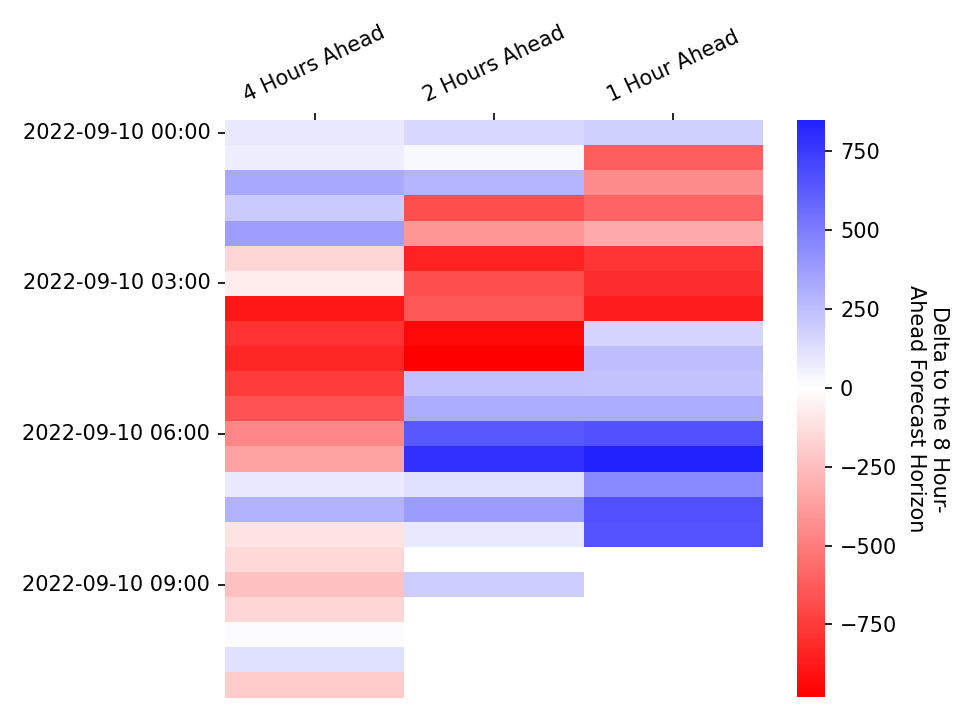 4 Hours Ahead
2 Hours Ahead
1 Hour Ahead
2022-09-10 00:00
2022-09-10 03:00
2022-09-10 06:00
2022-09-10 09:00
750
500
250
0
−250
−500
−750
Delta to the 8 Hour-
Ahead Forecast Horizon